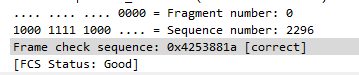 .... .... .... 0000 = Fragment number: 0
1000 1111 1000 .... = Sequence number: 2296
Frame check sequence: 0x4253881a [correct]
[FCS Status: Good]